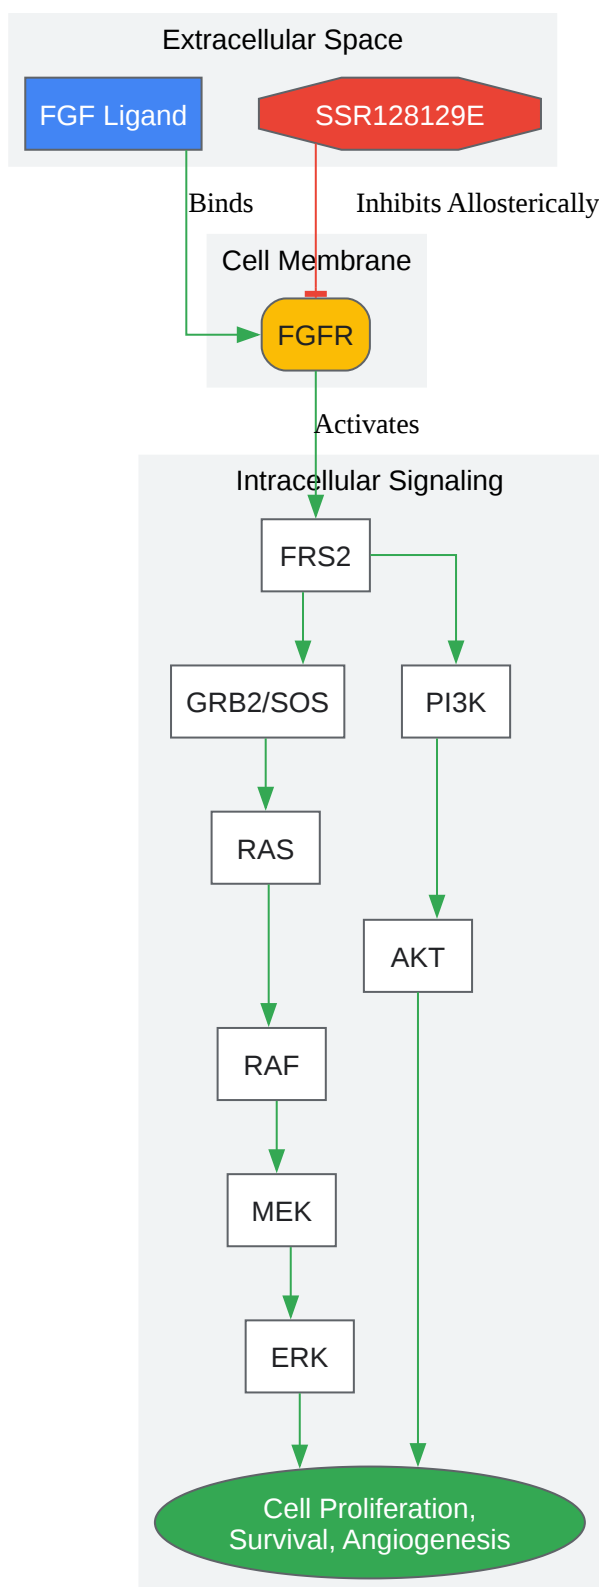 Extracellular Space
FGF Ligand
SSR128129E
Binds
Inhibits Allosterically
Cell Membrane
FGFR
Activates
Intracellular Signaling
FRS2
GRB2/SOS
PI3K
RAS
AKT
RAF
MEK
ERK
Cell Proliferation,
Survival, Angiogenesis